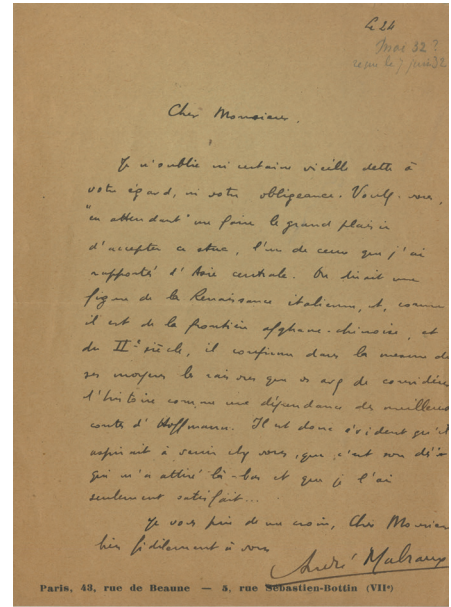 Le 24
mai 32 ?
reçu le 7 juin 32
Cher Monsieur,
Je n'oublie ni certaine vieille dette à
votre égard, ni votre obligeance. Voulez-vous,
"en attendant" me faire le grand plaisir
d'accepter ce stuc, l'un de ceux que j'ai
rapportés d'Asie centrale. On dirait une
figure de la Renaissance italienne, et, comme
il est de la frontière afghano-chinoise, et
du IIe siècle, il confirme dans la mesure de
ses moyens les raisons que vous avez de considérer
l'histoire comme une dépendance des meilleurs
contes d'Hoffmann. Il est donc évident qu'il
aspirait à venir chez vous, que c'est son désir
qui m'a attiré là-bas et que je l'ai
seulement satisfait...
Je vous prie de me croire, Cher Monsieur
bien fidèlement à vous
André Malraux
Paris, 43, rue de Beaune — 5, rue Sébastien-Bottin (VIIe)